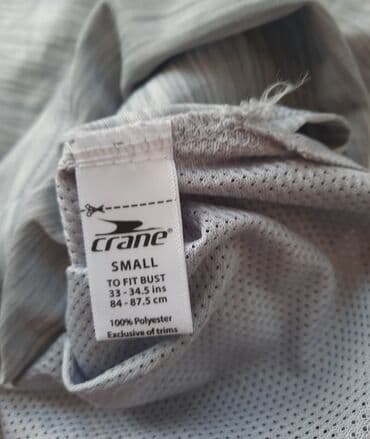 CRANE®
SMALL
TO FIT BUST
33 - 34.5 ins
84 - 87.5 cm
100% Polyester
Exclusive of trims